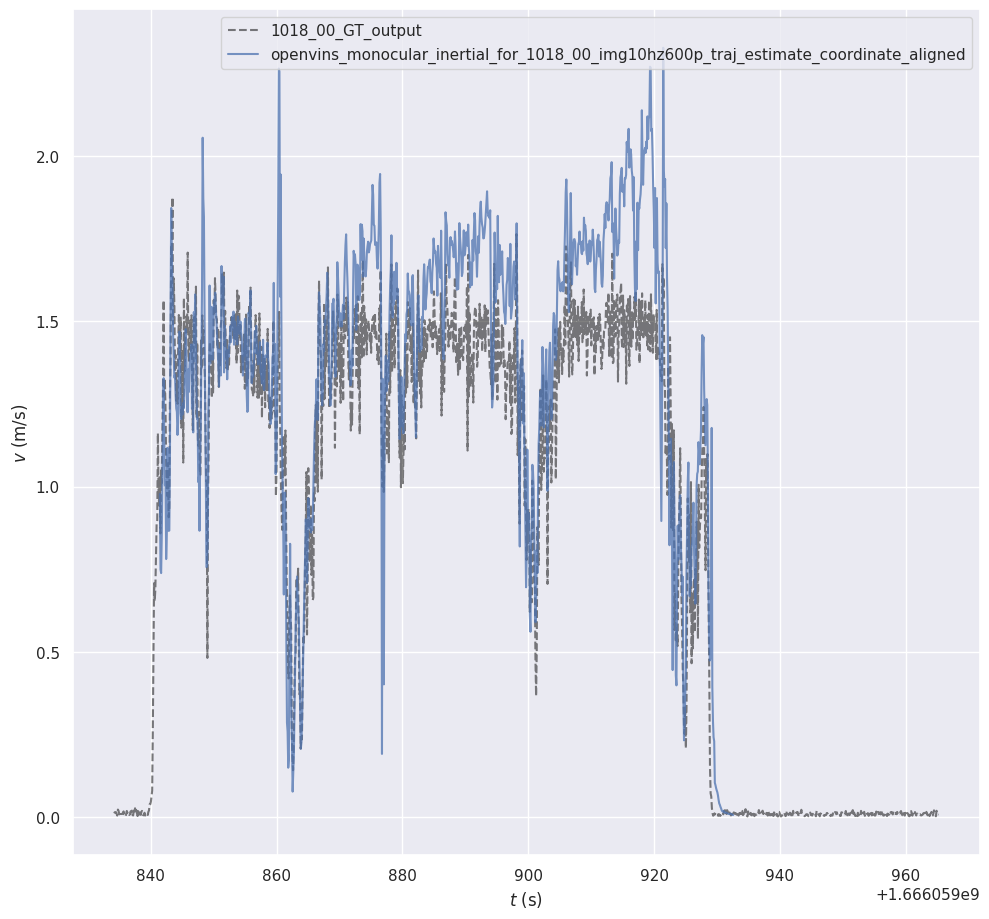 1018_00_GT_output
openvins_monocular_inertial_for_1018_00_img10hz600p_traj_estimate_coordinate_aligned
2.0
1.5
1.0
0.5
0.0
v (m/s)
840 860 880 900 920 940 960
+1.666059e9
t (s)